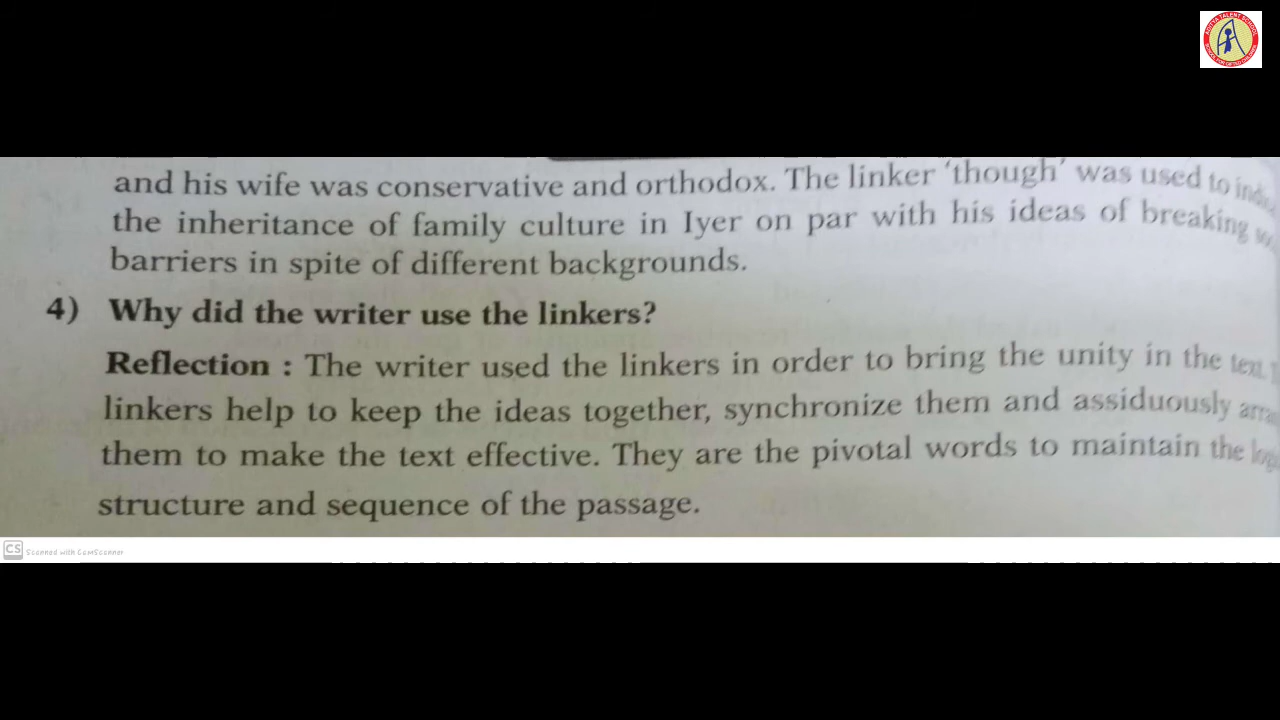 and his wife was conservative and orthodox. The linker 'though' was used to
the inheritance of family culture in Iyer on par with his ideas of breaking
barriers in spite of different backgrounds.
4) Why did the writer use the linkers?
Reflection : The writer used the linkers in order to bring the unity in the text.
linkers help to keep the ideas together, synchronize them and assiduously
them to make the text effective. They are the pivotal words to maintain the
structure and sequence of the passage.
CS Scanned with CamScanner